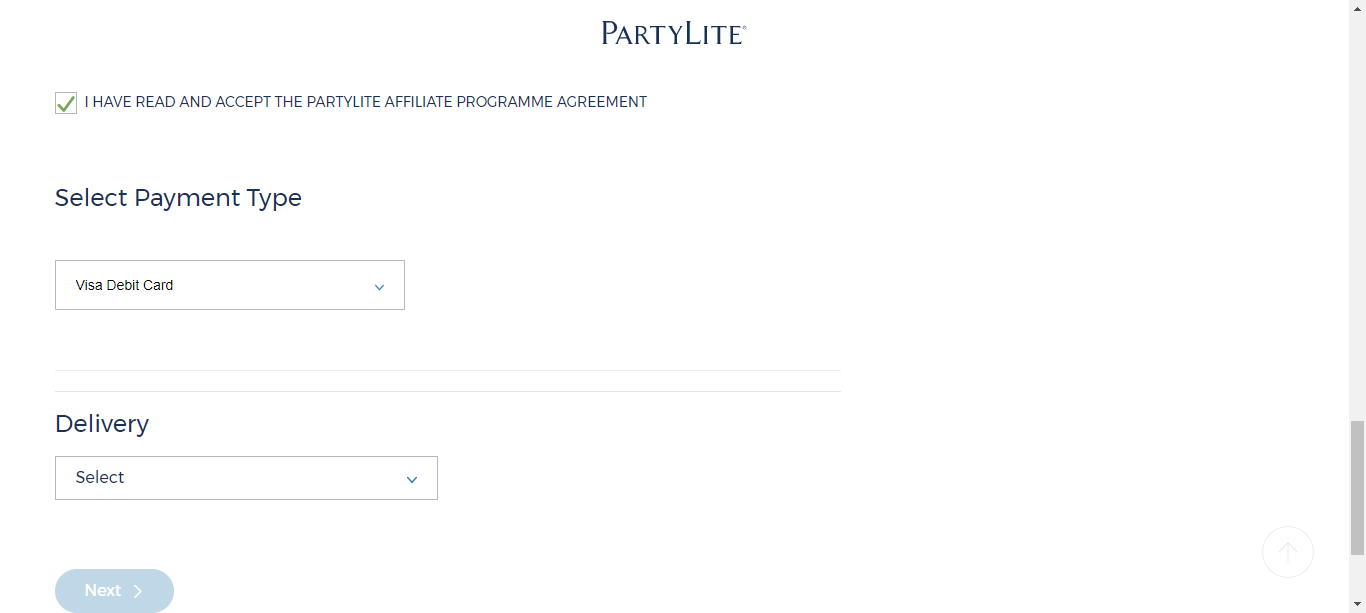 PARTYLITE®
I HAVE READ AND ACCEPT THE PARTYLITE AFFILIATE PROGRAMME AGREEMENT
Select Payment Type
Visa Debit Card
Delivery
Select
Next